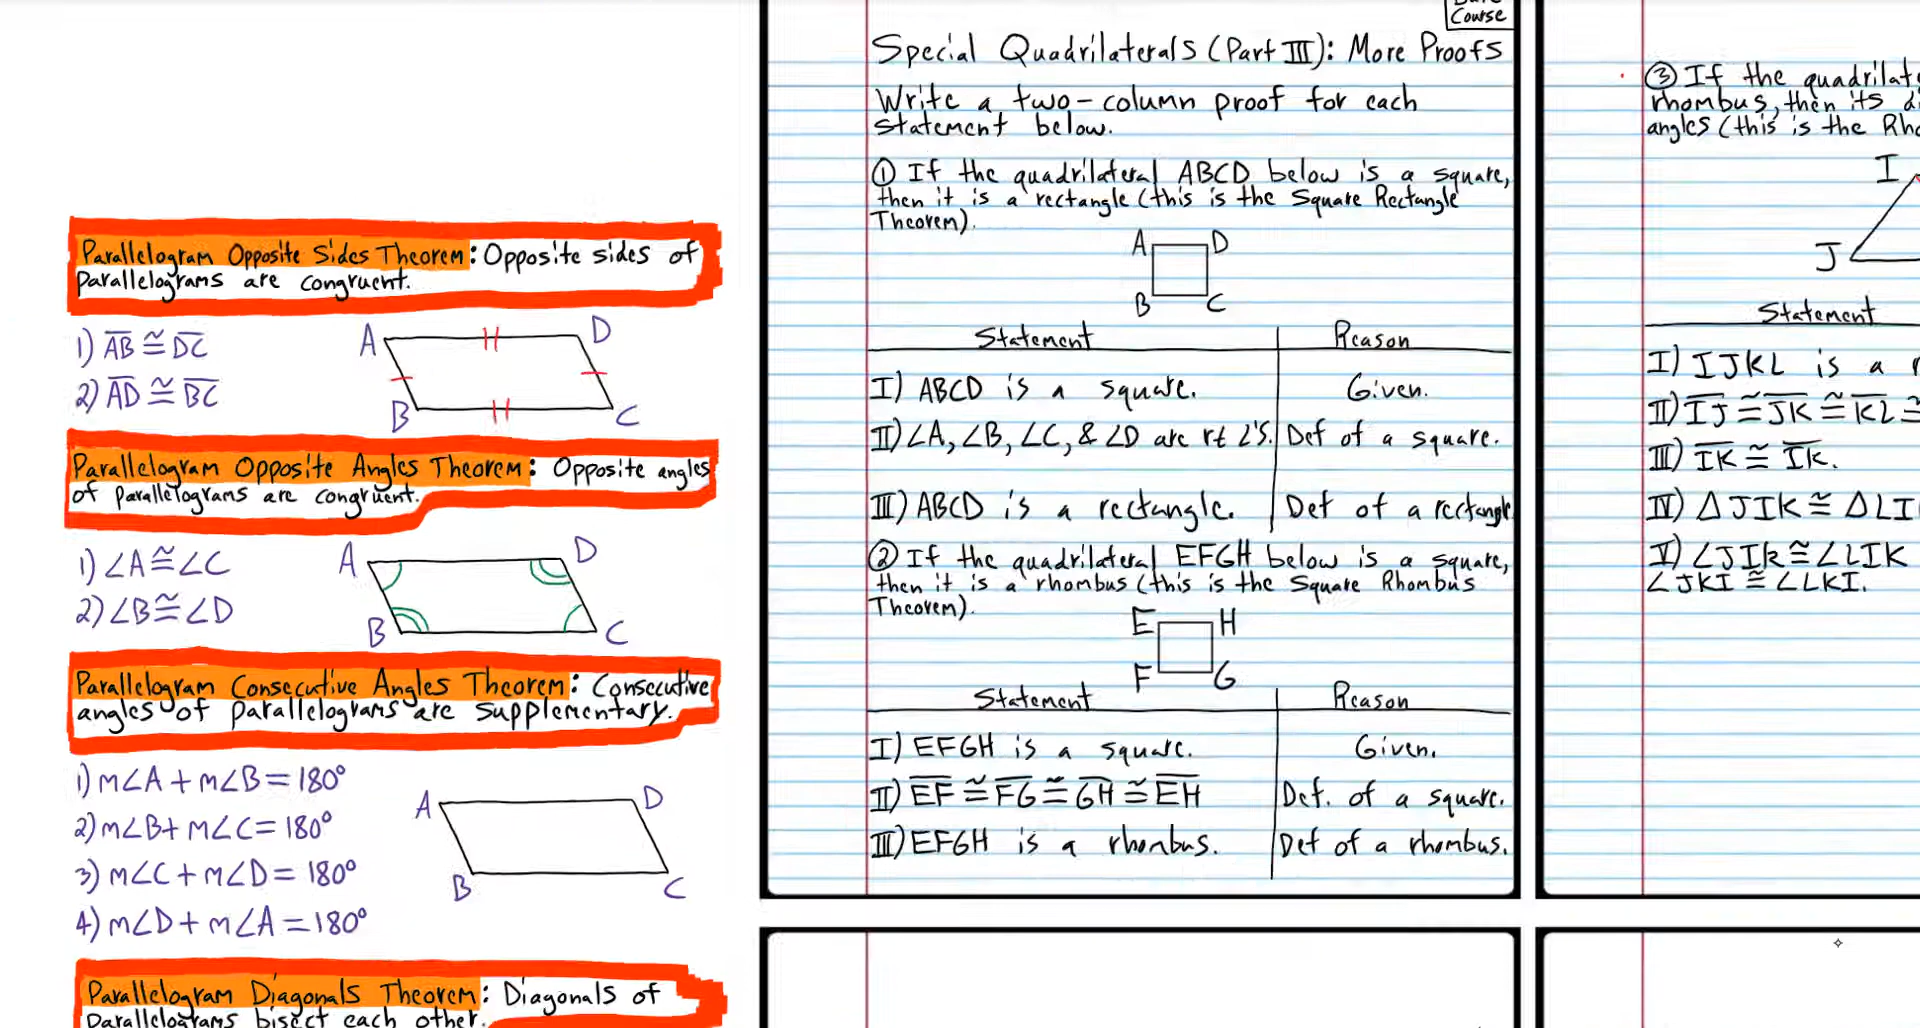 Parallelogram Opposite Sides Theorem: Opposite sides of
parallelograms are congruent.
1) AB ≅ DC
2) AD ≅ BC
A D
B C
Parallelogram Opposite Angles Theorem: Opposite angles
of parallelograms are congruent.
1) ∠A ≅ ∠C
2) ∠B ≅ ∠D
A D
B C
Parallelogram Consecutive Angles Theorem: Consecutive
angles of parallelograms are supplementary.
1) m∠A + m∠B = 180°
2) m∠B + m∠C = 180°
3) m∠C + m∠D = 180°
4) m∠D + m∠A = 180°
A D
B C
Parallelogram Diagonals Theorem: Diagonals of
parallelograms bisect each other.
Course
Special Quadrilaterals (Part III): More Proofs
Write a two-column proof for each
statement below.
① If the quadrilateral ABCD below is a square,
then it is a rectangle (this is the Square Rectangle
Theorem).
A D
B C
Statement Reason
I) ABCD is a square. Given.
II) ∠A, ∠B, ∠C, & ∠D are rt ∠'s. Def of a square.
III) ABCD is a rectangle. Def of a rectangle
② If the quadrilateral EFGH below is a square,
then it is a rhombus (this is the Square Rhombus
Theorem).
E H
F G
Statement Reason
I) EFGH is a square. Given.
II) EF ≅ FG ≅ GH ≅ EH Def. of a square.
III) EFGH is a rhombus. Def of a rhombus.
③ If the quadrilat
rhombus, then its d
angles (this is the Rho
I
J
Statement
I) IJKL is a r
II) IJ ≅ JK ≅ KL ≅
III) IK ≅ IK.
IV) △JIK ≅ △LI
V) ∠JIK ≅ ∠LIK
∠JKI ≅ ∠LKI.